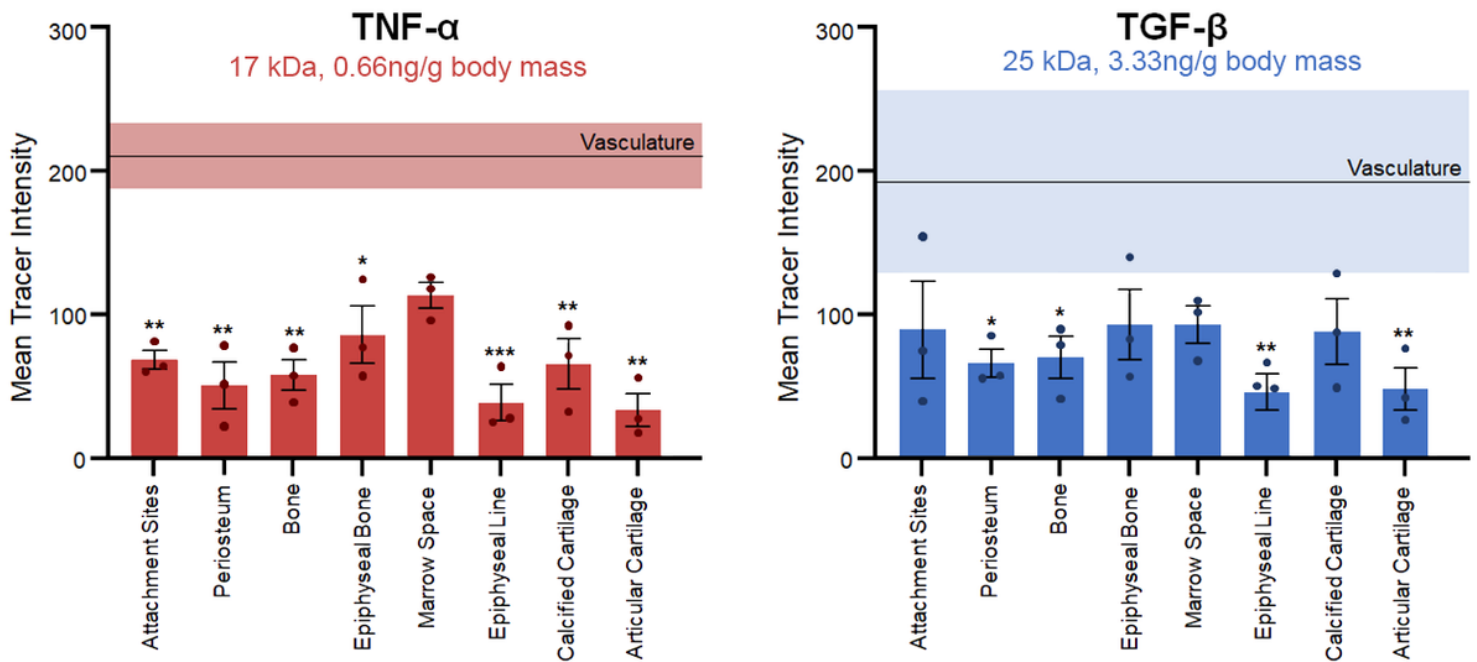 TNF-α
17 kDa, 0.66ng/g body mass
Mean Tracer Intensity
300
200
100
0
Vasculature
**
**
**
*
***
**
**
Attachment Sites
Periosteum
Bone
Epiphyseal Bone
Marrow Space
Epiphyseal Line
Calcified Cartilage
Articular Cartilage
TGF-β
25 kDa, 3.33ng/g body mass
Mean Tracer Intensity
300
200
100
0
Vasculature
*
*
**
**
Attachment Sites
Periosteum
Bone
Epiphyseal Bone
Marrow Space
Epiphyseal Line
Calcified Cartilage
Articular Cartilage